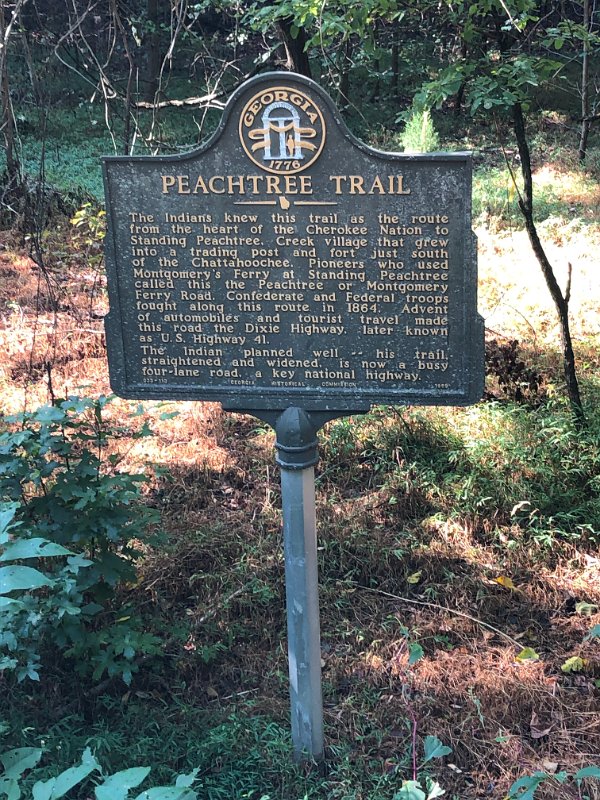 GEORGIA
1776
PEACHTREE TRAIL
The Indians knew this trail as the route
from the heart of the Cherokee Nation to
Standing Peachtree, Creek village that grew
into a trading post and fort just south
of the Chattahoochee. Pioneers who used
Montgomery's Ferry at Standing Peachtree
called this the Peachtree or Montgomery
Ferry Road. Confederate and Federal troops
fought along this route in 1864. Advent
of automobiles and tourist travel made
this road the Dixie Highway, later known
as U.S. Highway 41.
The Indian planned well -- his trail,
straightened and widened, is now a busy
four-lane road, a key national highway.
033-110 GEORGIA HISTORICAL COMMISSION